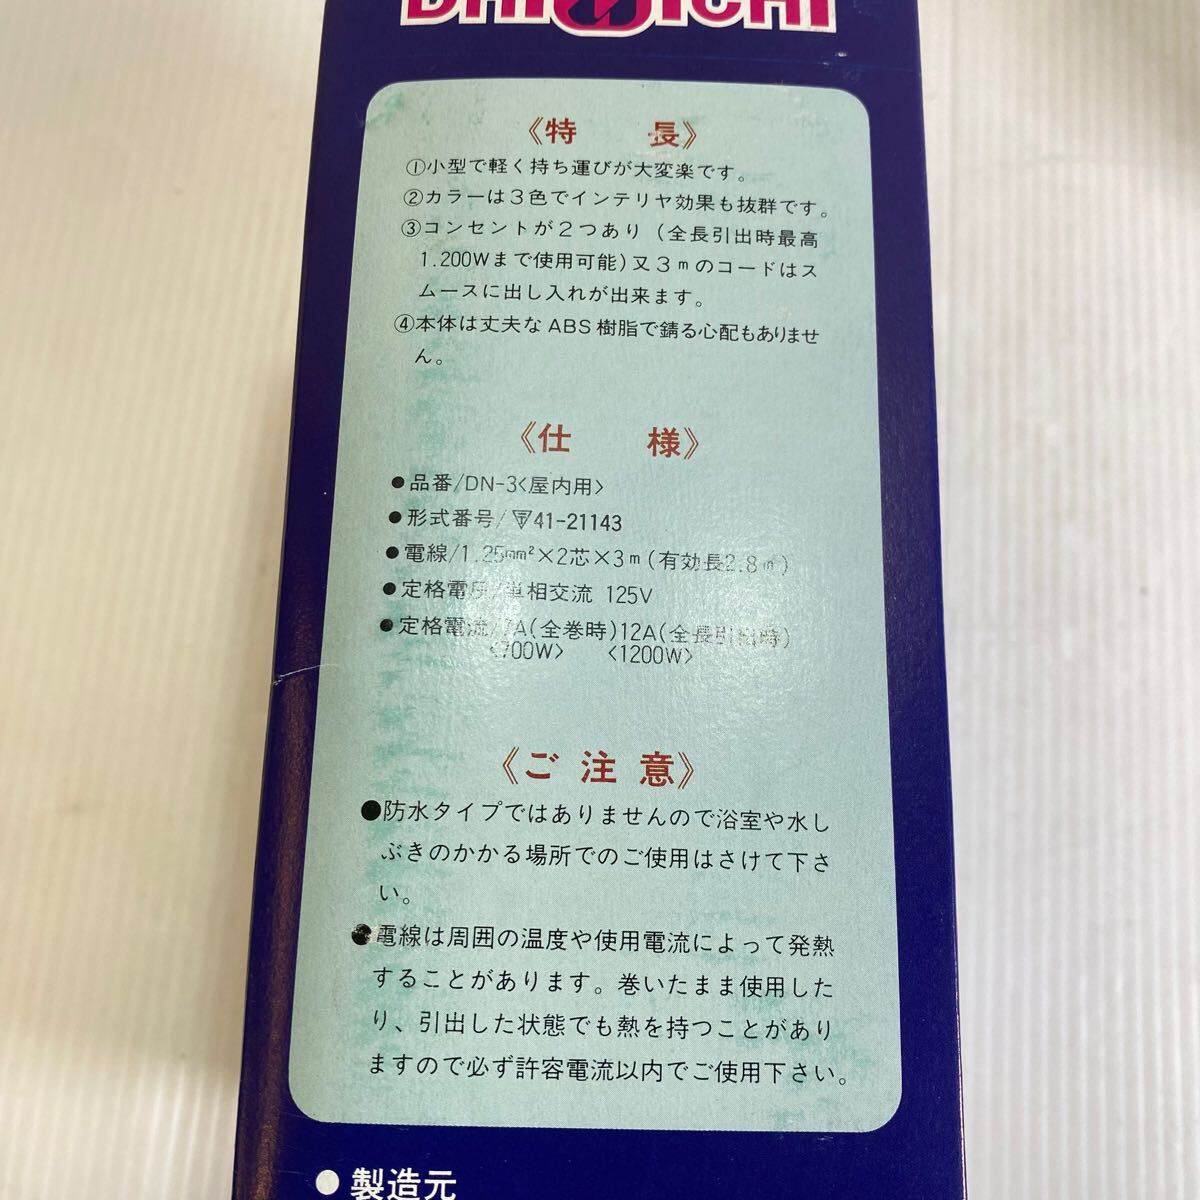 DAIICHI
《特 長》
①小型で軽く持ち運びが大変楽です。
②カラーは3色でインテリヤ効果も抜群です。
③コンセントが2つあり(全長引出時最高
1.200Wまで使用可能)又3mのコードはス
ムースに出し入れが出来ます。
④本体は丈夫なABS樹脂で錆る心配もありませ
ん。
《仕 様》
●品番/DN-3<屋内用>
●形式番号/〒41-21143
●電線/1.25mm²×2芯×3m(有効長2.8m)
●定格電圧/単相交流 125V
●定格電流/7A(全巻時)12A(全長引出時)
<700W> <1200W>
《ご注意》
●防水タイプではありませんので浴室や水し
ぶきのかかる場所でのご使用はさけて下さ
い。
●電線は周囲の温度や使用電流によって発熱
することがあります。巻いたまま使用した
り、引出した状態でも熱を持つことがあり
ますので必ず許容電流以内でご使用下さい。
●製造元